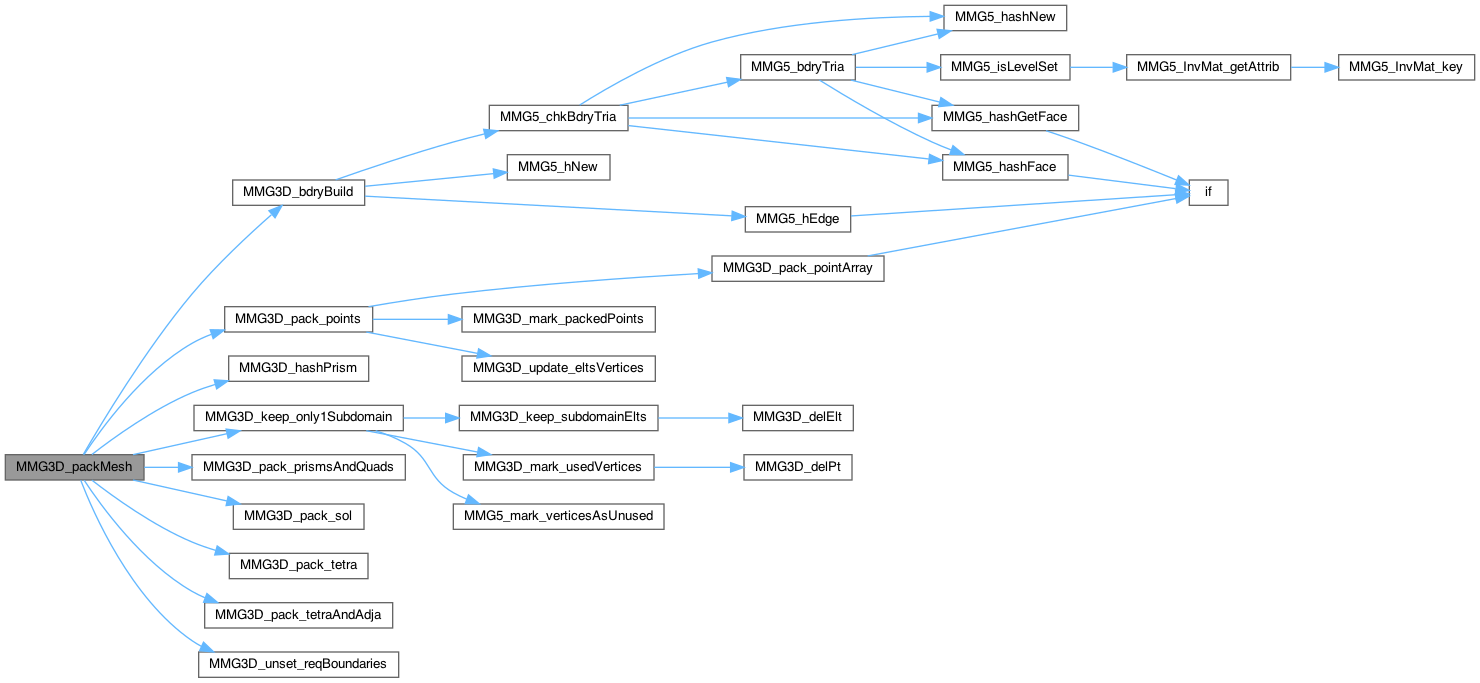 MMG5_hashNew
MMG5_bdryTria
MMG5_isLevelSet
MMG5_InvMat_getAttrib
MMG5_InvMat_key
MMG5_chkBdryTria
MMG5_hashGetFace
MMG5_hNew
MMG5_hashFace
MMG3D_bdryBuild
if
MMG5_hEdge
MMG3D_pack_pointArray
MMG3D_pack_points
MMG3D_mark_packedPoints
MMG3D_hashPrism
MMG3D_update_eltsVertices
MMG3D_keep_only1Subdomain
MMG3D_keep_subdomainElts
MMG3D_delElt
MMG3D_packMesh
MMG3D_pack_prismsAndQuads
MMG3D_mark_usedVertices
MMG3D_delPt
MMG3D_pack_sol
MMG5_mark_verticesAsUnused
MMG3D_pack_tetra
MMG3D_pack_tetraAndAdja
MMG3D_unset_reqBoundaries